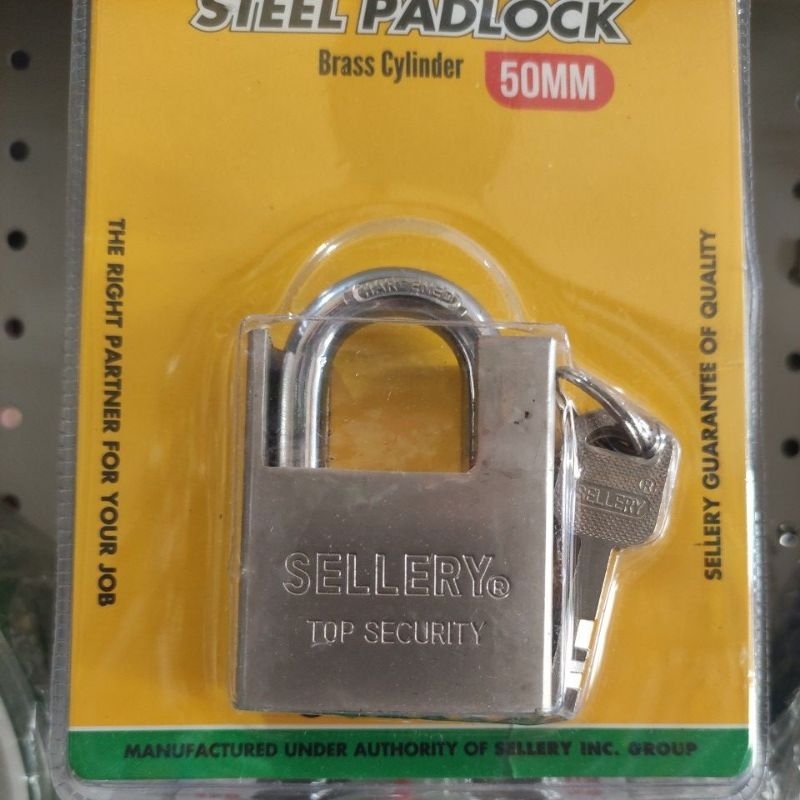 STEEL PADLOCK
Brass Cylinder
50MM
THE RIGHT PARTNER FOR YOUR JOB
SELLERY GUARANTEE OF QUALITY
HARDENED
SELLERY®
SELLERY®
TOP SECURITY
MANUFACTURED UNDER AUTHORITY OF SELLERY INC. GROUP